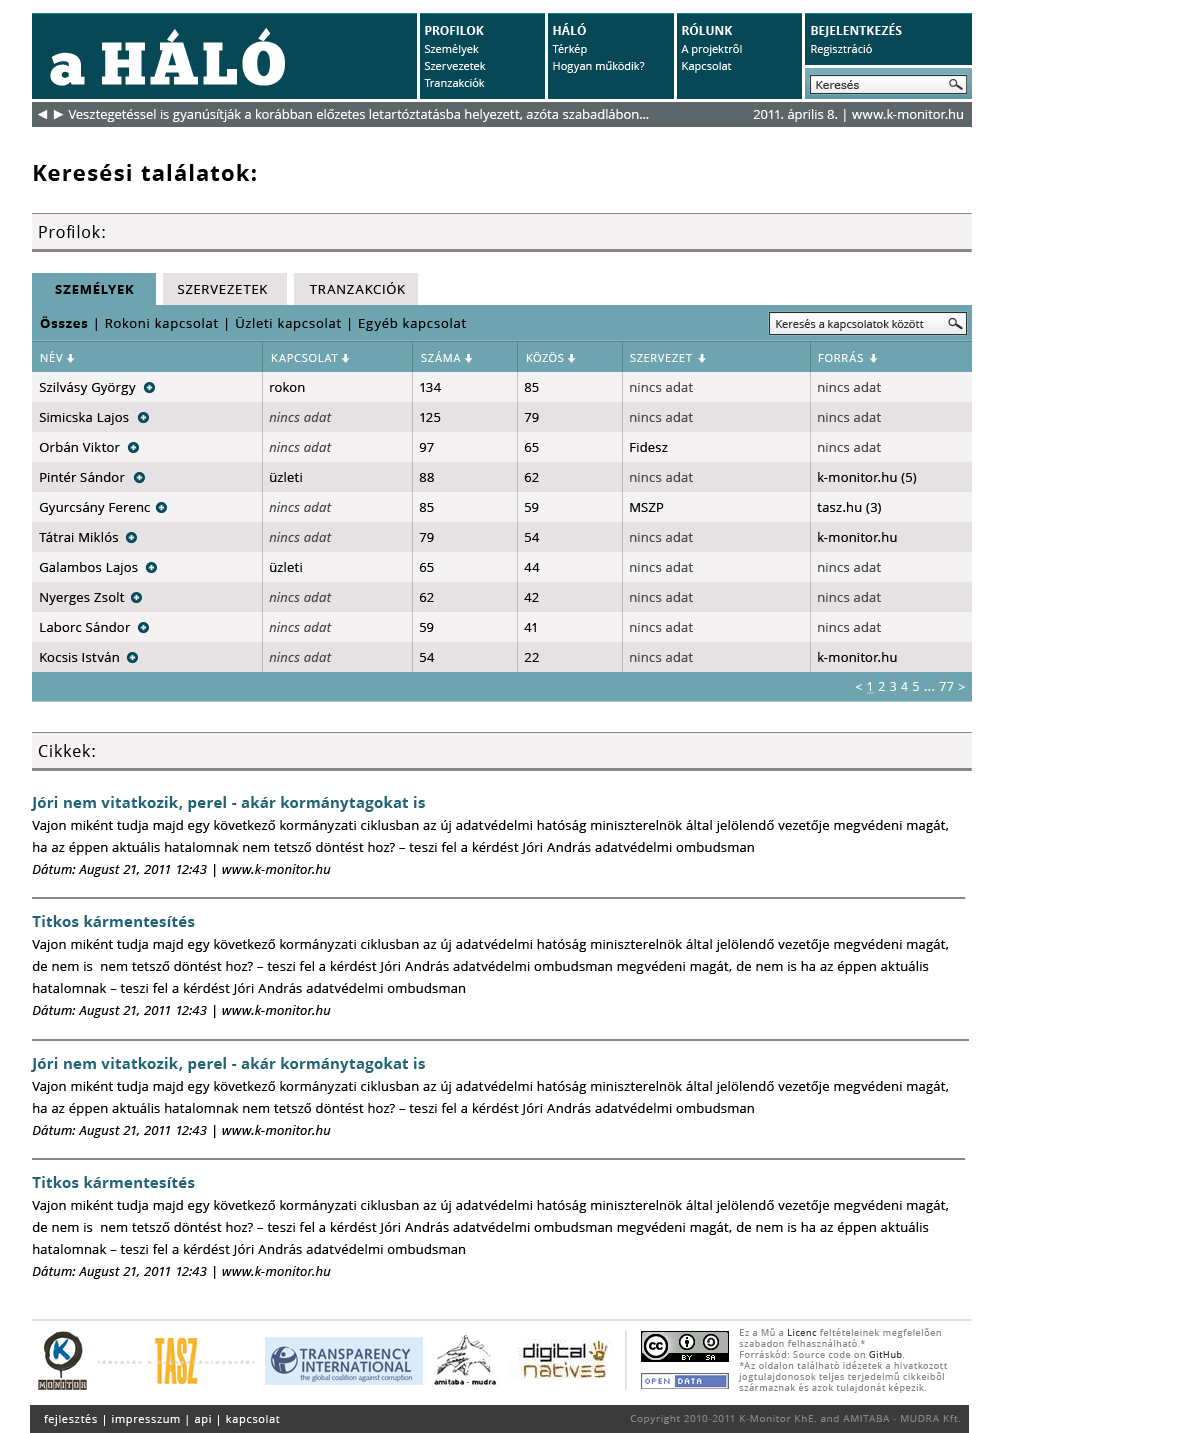 a HÁLÓ
PROFILOK
Személyek
Szervezetek
Tranzakciók
HÁLÓ
Térkép
Hogyan működik?
RÓLUNK
A projektről
Kapcsolat
BEJELENTKEZÉS
Regisztráció
Keresés
Vesztegetéssel is gyanúsítják a korábban előzetes letartóztatásba helyezett, azóta szabadlábon...
2011. április 8. | www.k-monitor.hu
Keresési találatok:
Profilok:
SZEMÉLYEK SZERVEZETEK TRANZAKCIÓK
Összes | Rokoni kapcsolat | Üzleti kapcsolat | Egyéb kapcsolat
Keresés a kapcsolatok között
NÉV KAPCSOLAT SZÁMA KÖZÖS SZERVEZET FORRÁS
Szilvásy György rokon 134 85 nincs adat nincs adat
Simicska Lajos nincs adat 125 79 nincs adat nincs adat
Orbán Viktor nincs adat 97 65 Fidesz nincs adat
Pintér Sándor üzleti 88 62 nincs adat k-monitor.hu (5)
Gyurcsány Ferenc nincs adat 85 59 MSZP tasz.hu (3)
Tátrai Miklós nincs adat 79 54 nincs adat k-monitor.hu
Galambos Lajos üzleti 65 44 nincs adat nincs adat
Nyerges Zsolt nincs adat 62 42 nincs adat nincs adat
Laborc Sándor nincs adat 59 41 nincs adat nincs adat
Kocsis István nincs adat 54 22 nincs adat k-monitor.hu
< 1 2 3 4 5 ... 77 >
Cikkek:
Jóri nem vitatkozik, perel - akár kormánytagokat is
Vajon miként tudja majd egy következő kormányzati ciklusban az új adatvédelmi hatóság miniszterelnök által jelölendő vezetője megvédeni magát,
ha az éppen aktuális hatalomnak nem tetsző döntést hoz? – teszi fel a kérdést Jóri András adatvédelmi ombudsman
Dátum: August 21, 2011 12:43 | www.k-monitor.hu
Titkos kármentesítés
Vajon miként tudja majd egy következő kormányzati ciklusban az új adatvédelmi hatóság miniszterelnök által jelölendő vezetője megvédeni magát,
de nem is nem tetsző döntést hoz? – teszi fel a kérdést Jóri András adatvédelmi ombudsman megvédeni magát, de nem is ha az éppen aktuális
hatalomnak – teszi fel a kérdést Jóri András adatvédelmi ombudsman
Dátum: August 21, 2011 12:43 | www.k-monitor.hu
Jóri nem vitatkozik, perel - akár kormánytagokat is
Vajon miként tudja majd egy következő kormányzati ciklusban az új adatvédelmi hatóság miniszterelnök által jelölendő vezetője megvédeni magát,
ha az éppen aktuális hatalomnak nem tetsző döntést hoz? – teszi fel a kérdést Jóri András adatvédelmi ombudsman
Dátum: August 21, 2011 12:43 | www.k-monitor.hu
Titkos kármentesítés
Vajon miként tudja majd egy következő kormányzati ciklusban az új adatvédelmi hatóság miniszterelnök által jelölendő vezetője megvédeni magát,
de nem is nem tetsző döntést hoz? – teszi fel a kérdést Jóri András adatvédelmi ombudsman megvédeni magát, de nem is ha az éppen aktuális
hatalomnak – teszi fel a kérdést Jóri András adatvédelmi ombudsman
Dátum: August 21, 2011 12:43 | www.k-monitor.hu
K
MONITOR
TASZ
TRANSPARENCY
INTERNATIONAL
the global coalition against corruption
amitaba - mudra
digital
natives
cc BY SA
OPEN DATA
Ez a Mű a Licenc feltételeinek megfelelően
szabadon felhasználható.*
Forráskód: Source code on GitHub.
*Az oldalon található idézetek a hivatkozott
jogtulajdonosok teljes terjedelmű cikkeiből
származnak és azok tulajdonát képezik.
fejlesztés | impresszum | api | kapcsolat
Copyright 2010-2011 K-Monitor KhE. and AMITABA - MUDRA Kft.